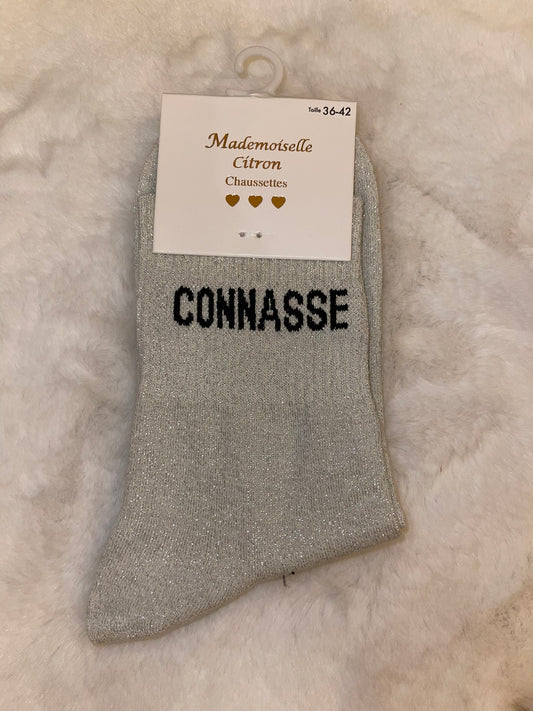 Taille 36-42
Mademoiselle
Citron
Chaussettes
CONNASSE